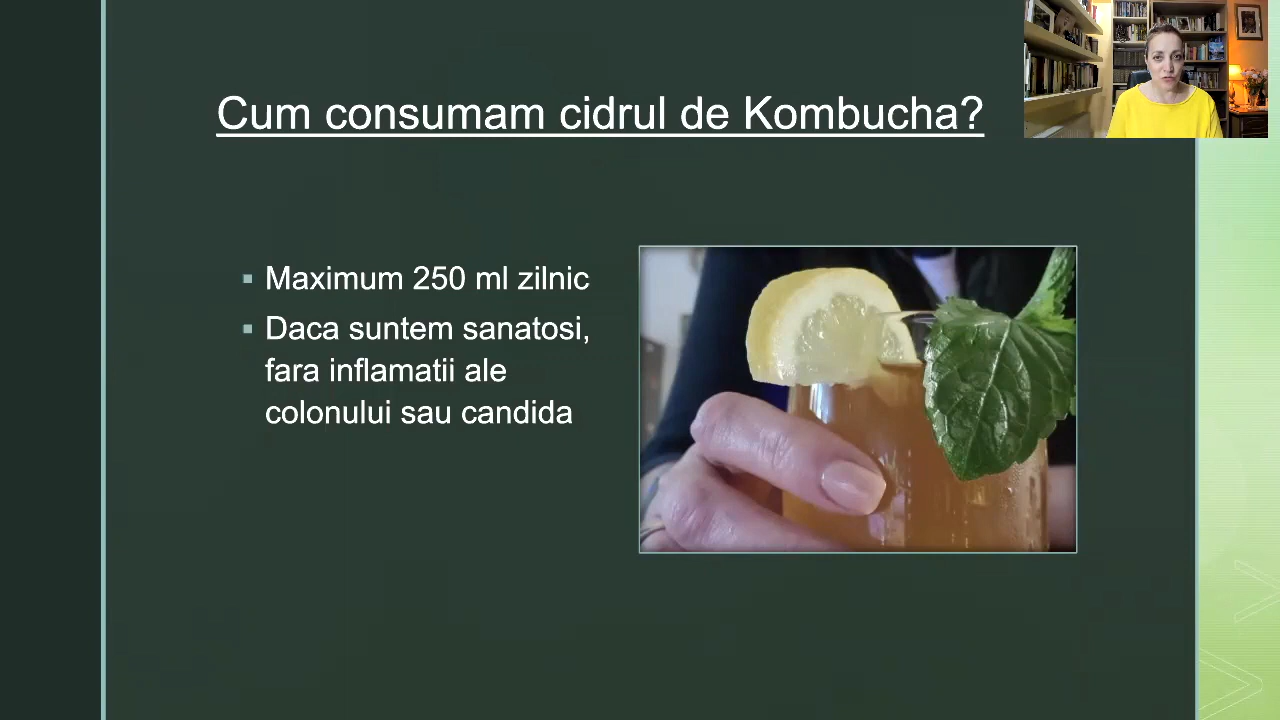 Cum consumam cidrul de Kombucha?
Maximum 250 ml zilnic
Daca suntem sanatosi,
fara inflamatii ale
colonului sau candida